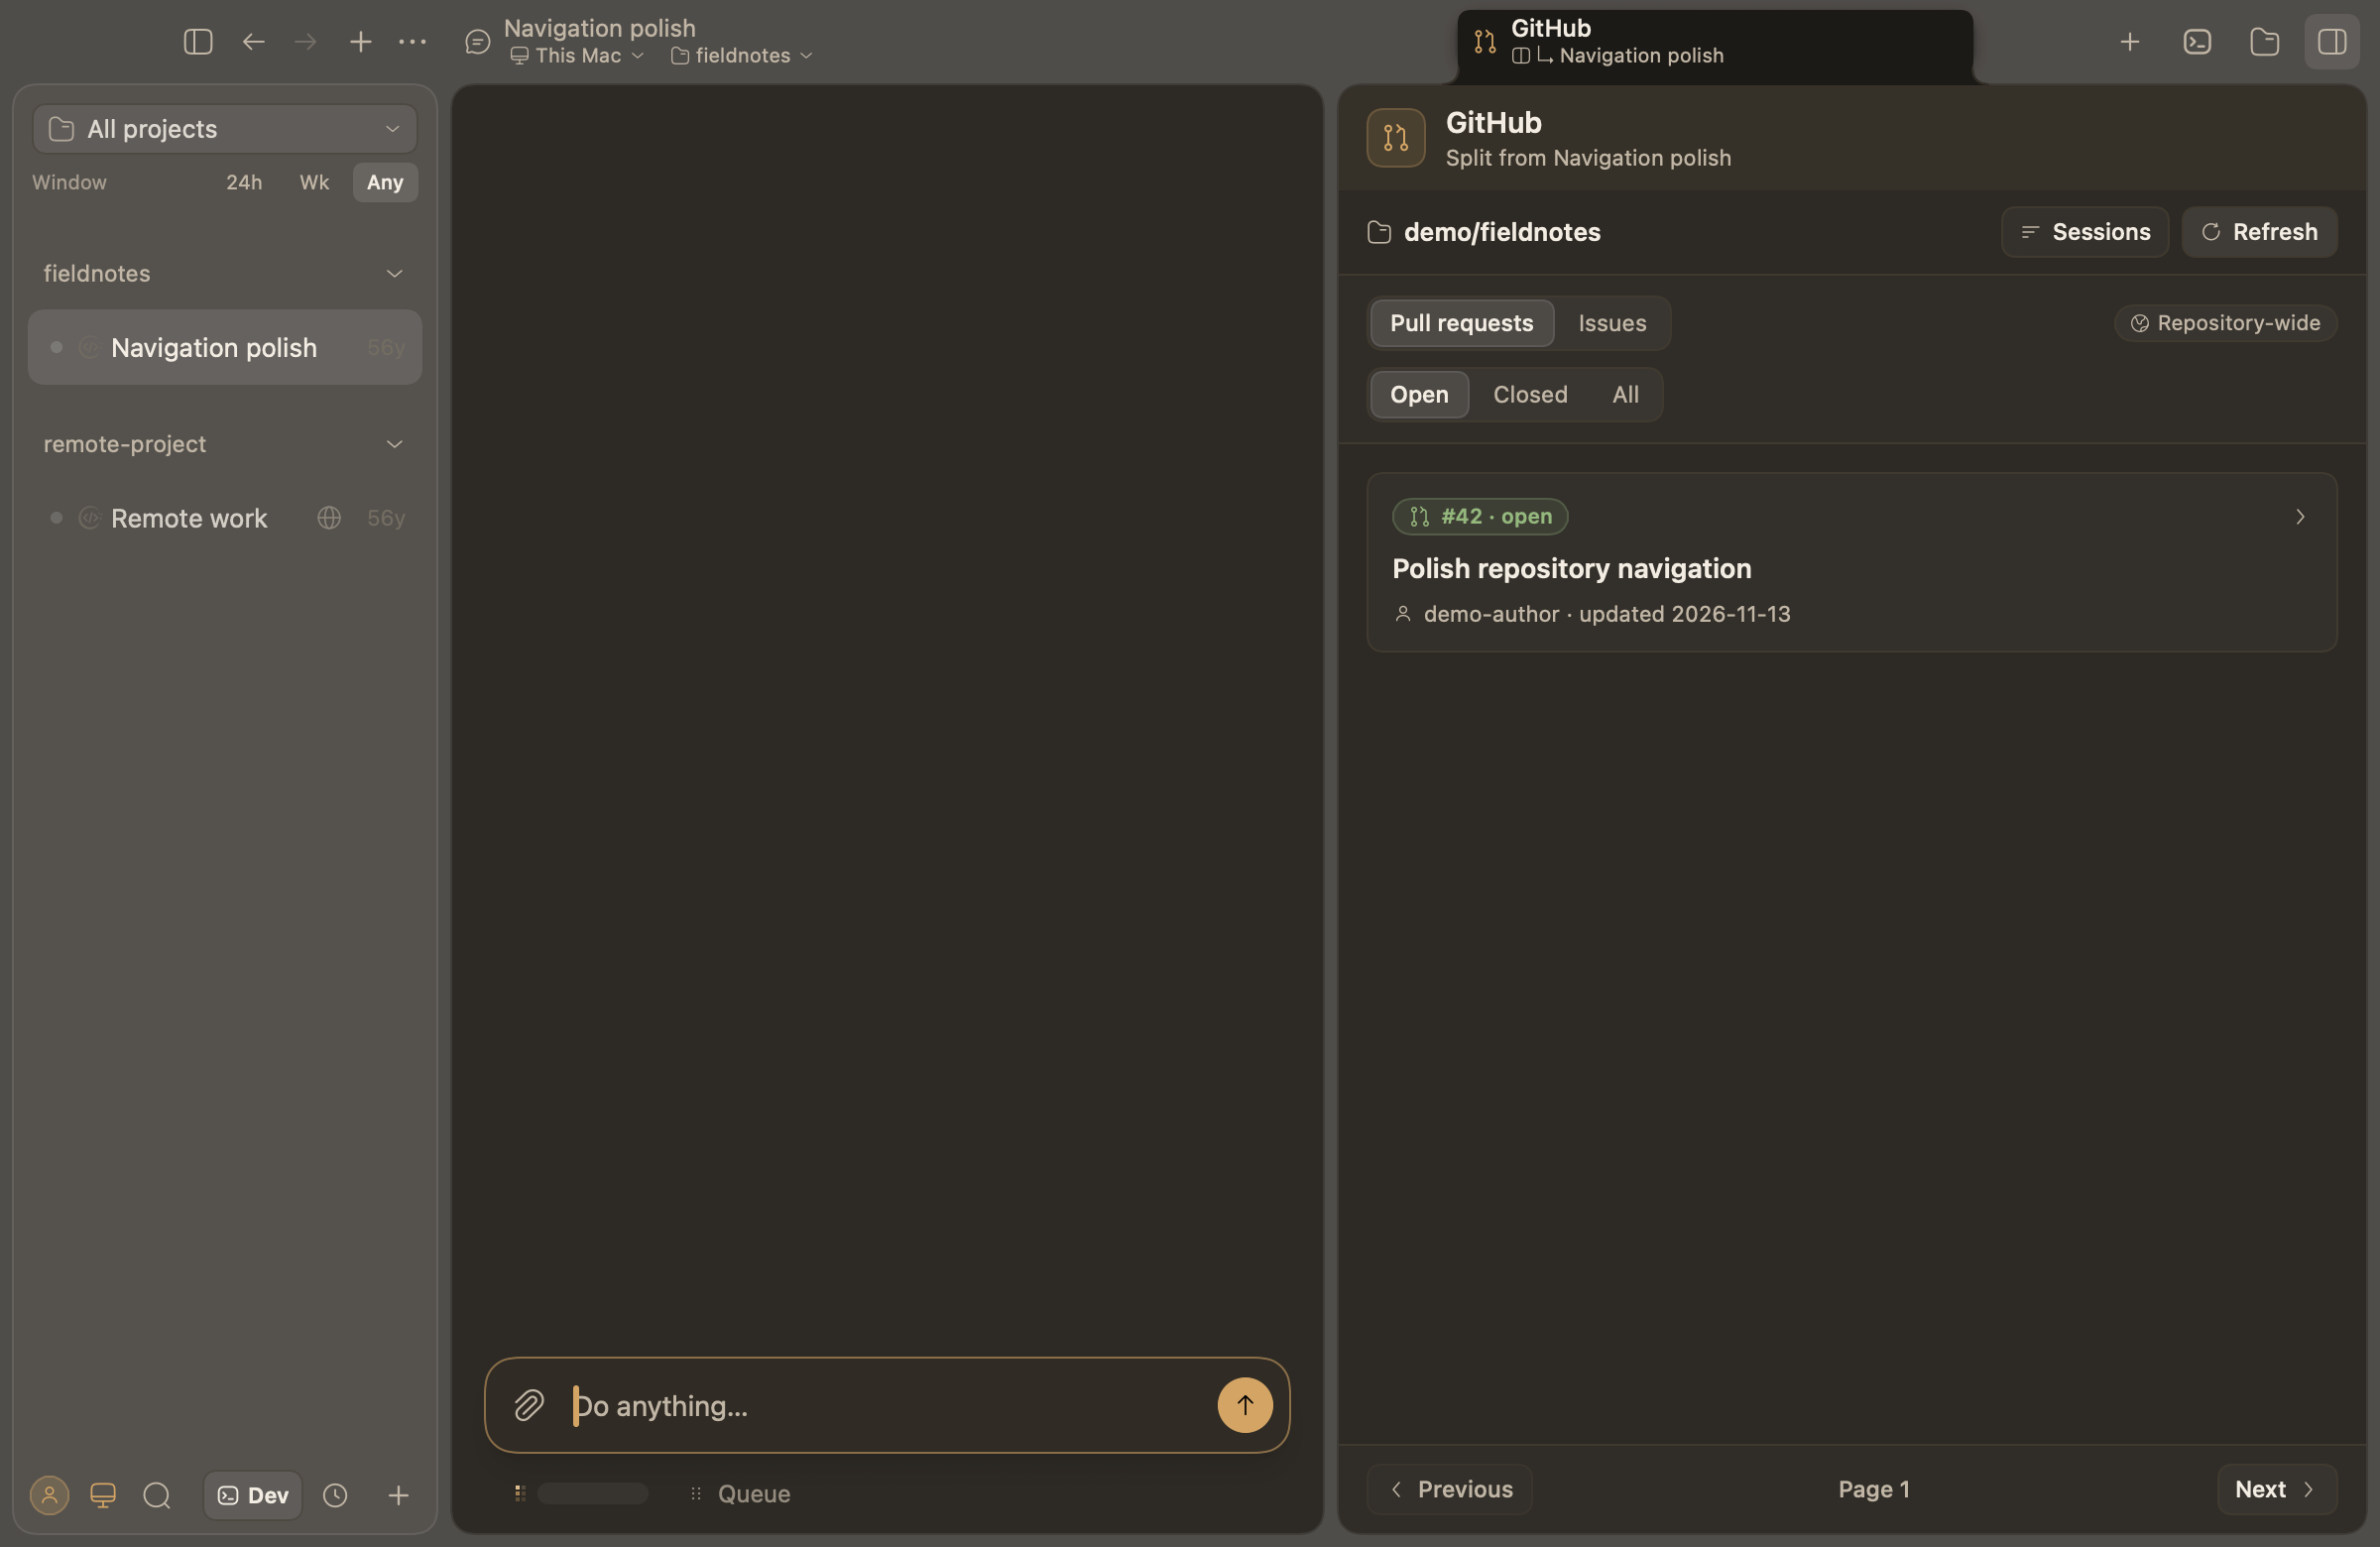 Navigation polish
This Mac
fieldnotes
GitHub
Navigation polish
All projects
Window
24h
Wk
Any
fieldnotes
Navigation polish
56y
remote-project
Remote work
56y
Dev
Do anything...
Queue
GitHub
Split from Navigation polish
demo/fieldnotes
Sessions
Refresh
Pull requests
Issues
Repository-wide
Open
Closed
All
#42 · open
Polish repository navigation
demo-author · updated 2026-11-13
Previous
Page 1
Next